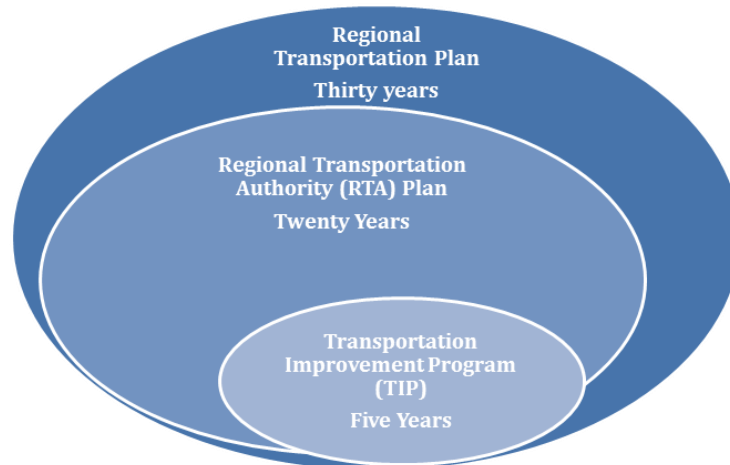 Regional
Transportation Plan
Thirty years
Regional Transportation
Authority (RTA) Plan
Twenty Years
Transportation
Improvement Program
(TIP)
Five Years